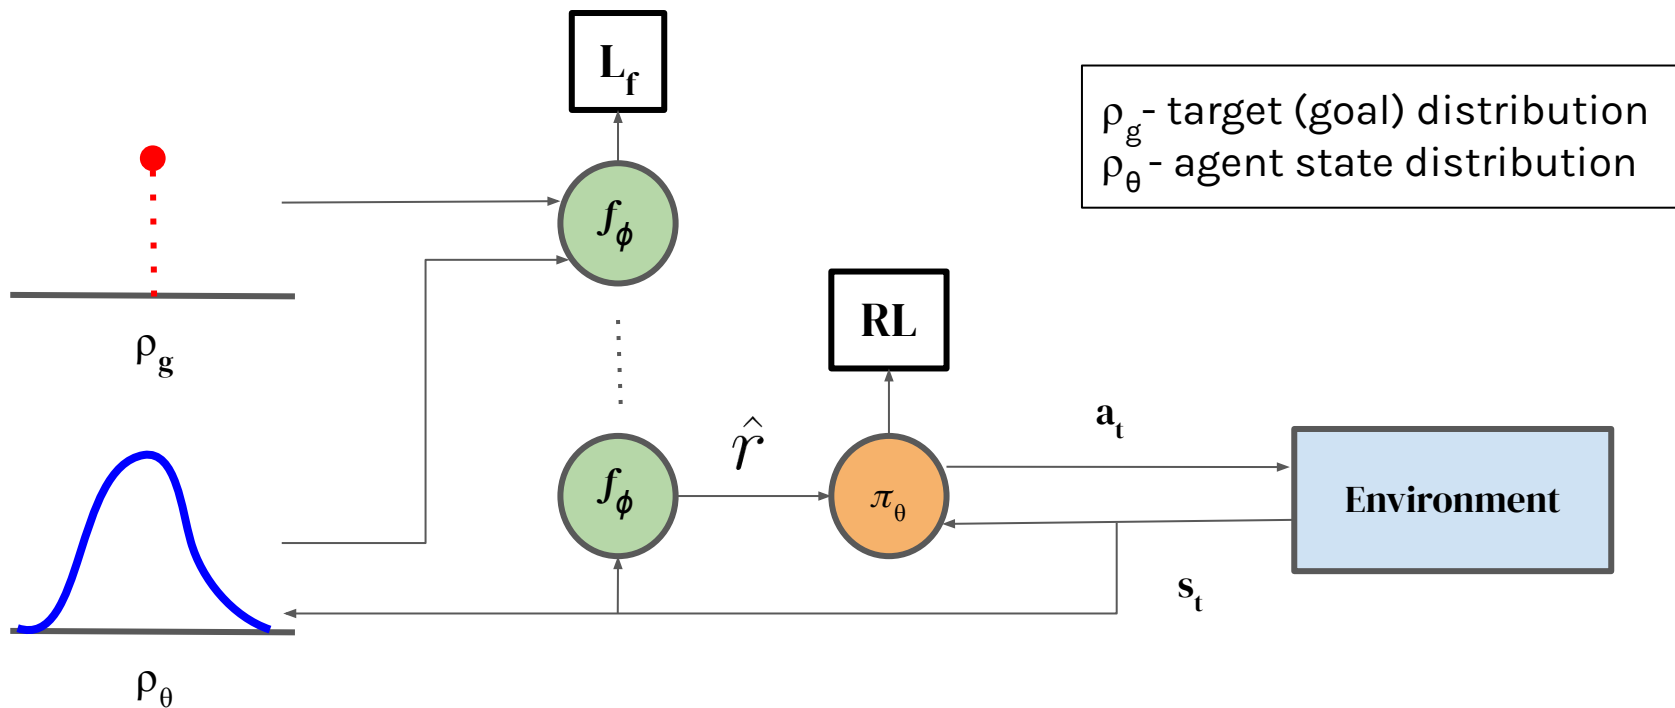 L_f
ρ_g - target (goal) distribution
ρ_θ - agent state distribution
f_ϕ
RL
ρ_g
a_t
r̂
f_ϕ
π_θ
Environment
s_t
ρ_θ